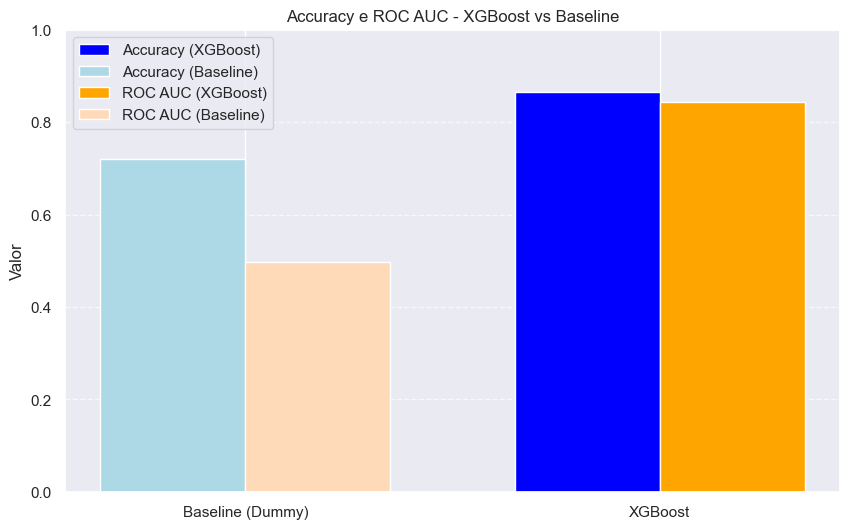 Accuracy e ROC AUC - XGBoost vs Baseline
Accuracy (XGBoost)
Accuracy (Baseline)
ROC AUC (XGBoost)
ROC AUC (Baseline)
Valor
1.0
0.8
0.6
0.4
0.2
0.0
Baseline (Dummy)
XGBoost